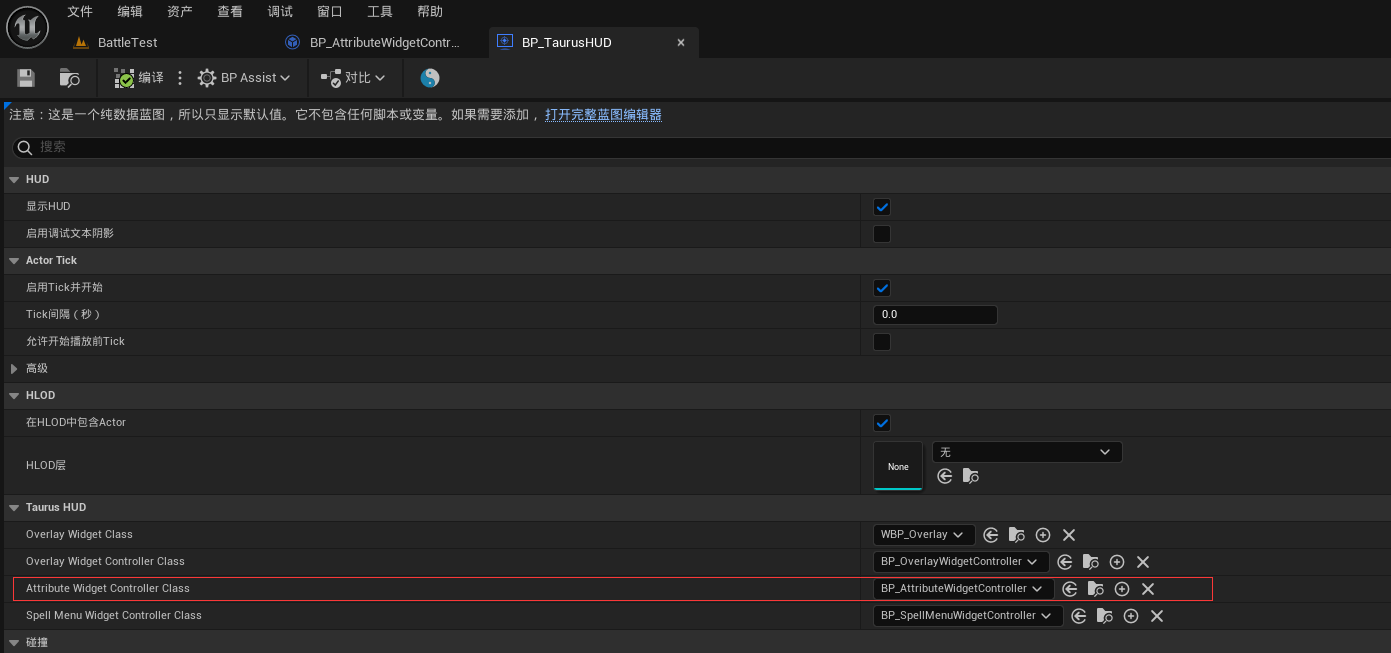 文件 编辑 资产 查看 调试 窗口 工具 帮助
BattleTest BP_AttributeWidgetContr... BP_TaurusHUD
编译 BP Assist 对比
注意：这是一个纯数据蓝图，所以只显示默认值。它不包含任何脚本或变量。如果需要添加， 打开完整蓝图编辑器
搜索
HUD
显示HUD
启用调试文本阴影
Actor Tick
启用Tick并开始
Tick间隔（秒） 0.0
允许开始播放前Tick
高级
HLOD
在HLOD中包含Actor
HLOD层 None 无
Taurus HUD
Overlay Widget Class WBP_Overlay
Overlay Widget Controller Class BP_OverlayWidgetController
Attribute Widget Controller Class BP_AttributeWidgetController
Spell Menu Widget Controller Class BP_SpellMenuWidgetController
碰撞